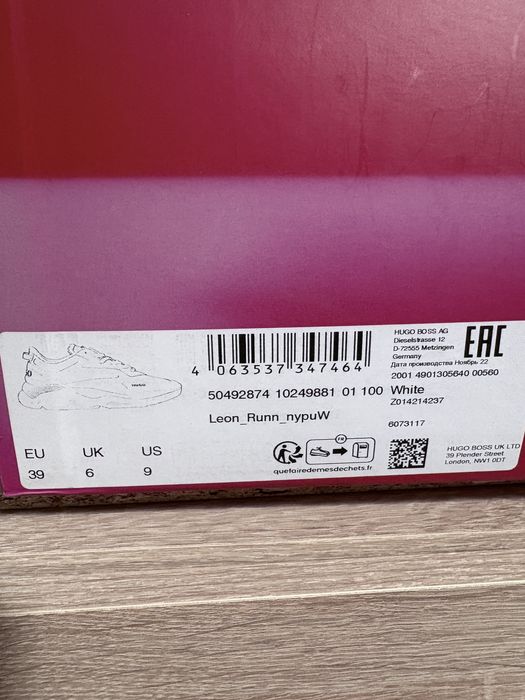 4 063537 347464
50492874 10249881 01 100 White
Leon_Runn_nypuW
HUGO BOSS AG
Dieselstrasse 12
D-72555 Metzingen
Germany
Дата производства Ноябрь 22
EAC
2001 4901305640 00560
Z014214237
6073117
EU UK US
39 6 9
FR
quefairedemesdechets.fr
HUGO BOSS UK LTD
39 Plender Street
London, NW1 0DT